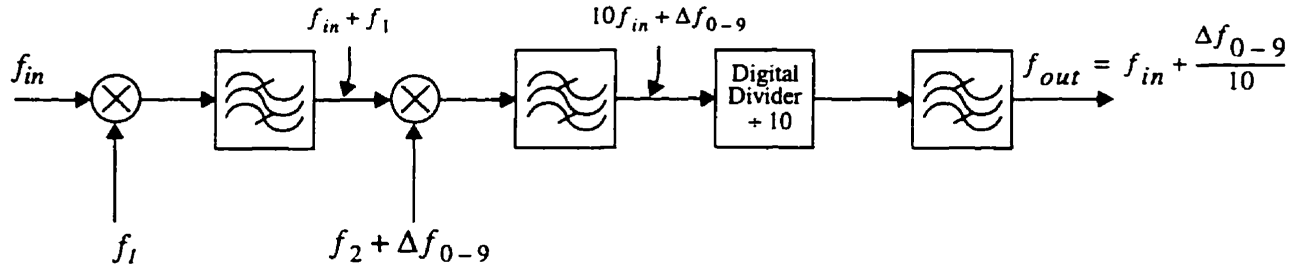 f_in + f_1
10f_in + Δf_0–9
f_in
Digital
Divider
÷ 10
f_out = f_in + Δf_0–9 / 10
f_1
f_2 + Δf_0–9